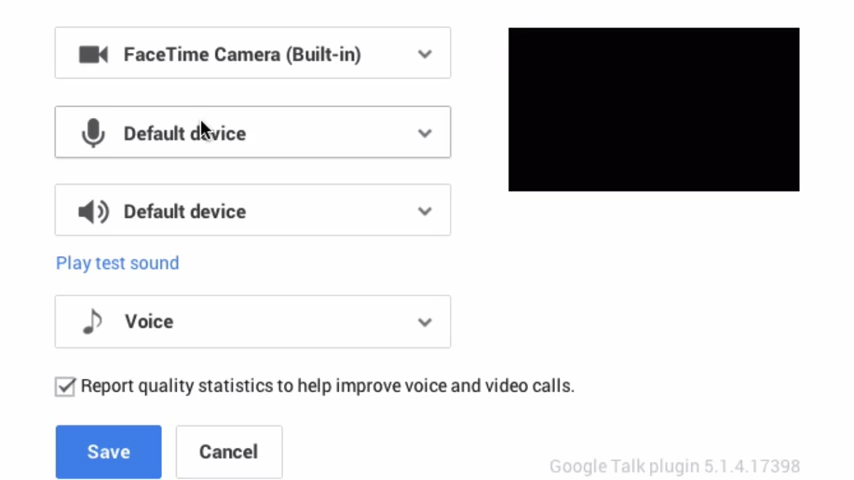 FaceTime Camera (Built-in)
Default device
Default device
Play test sound
Voice
Report quality statistics to help improve voice and video calls.
Save
Cancel
Google Talk plugin 5.1.4.17398